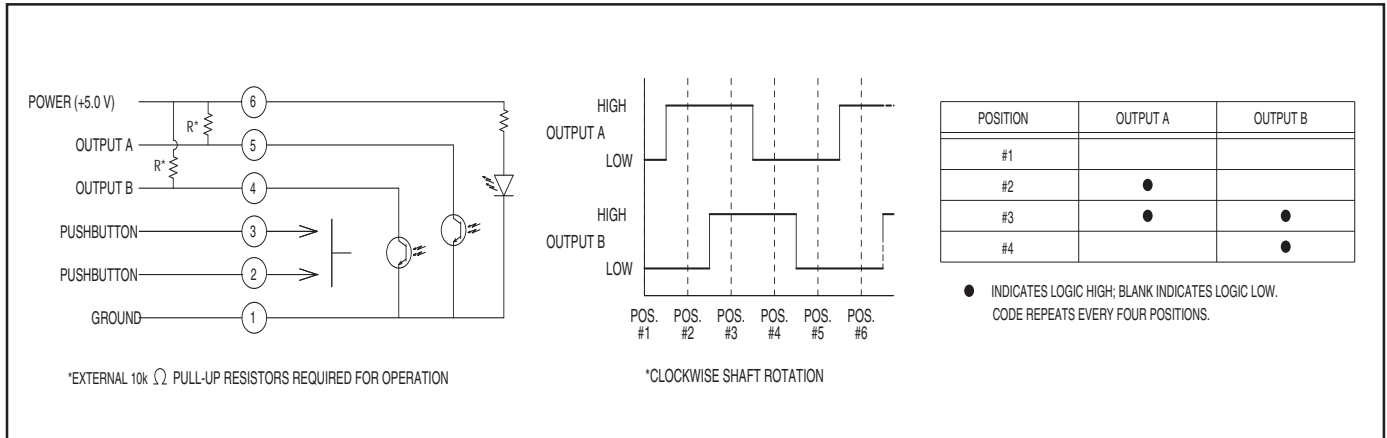 POWER (+5.0 V) 6
R*
OUTPUT A 5
R*
OUTPUT B 4
PUSHBUTTON 3
PUSHBUTTON 2
GROUND 1
*EXTERNAL 10k Ω PULL-UP RESISTORS REQUIRED FOR OPERATION
HIGH
OUTPUT A
LOW
HIGH
OUTPUT B
LOW
POS. POS. POS. POS. POS. POS.
#1 #2 #3 #4 #5 #6
*CLOCKWISE SHAFT ROTATION
POSITION OUTPUT A OUTPUT B
#1
#2 ●
#3 ● ●
#4 ●
● INDICATES LOGIC HIGH; BLANK INDICATES LOGIC LOW.
CODE REPEATS EVERY FOUR POSITIONS.